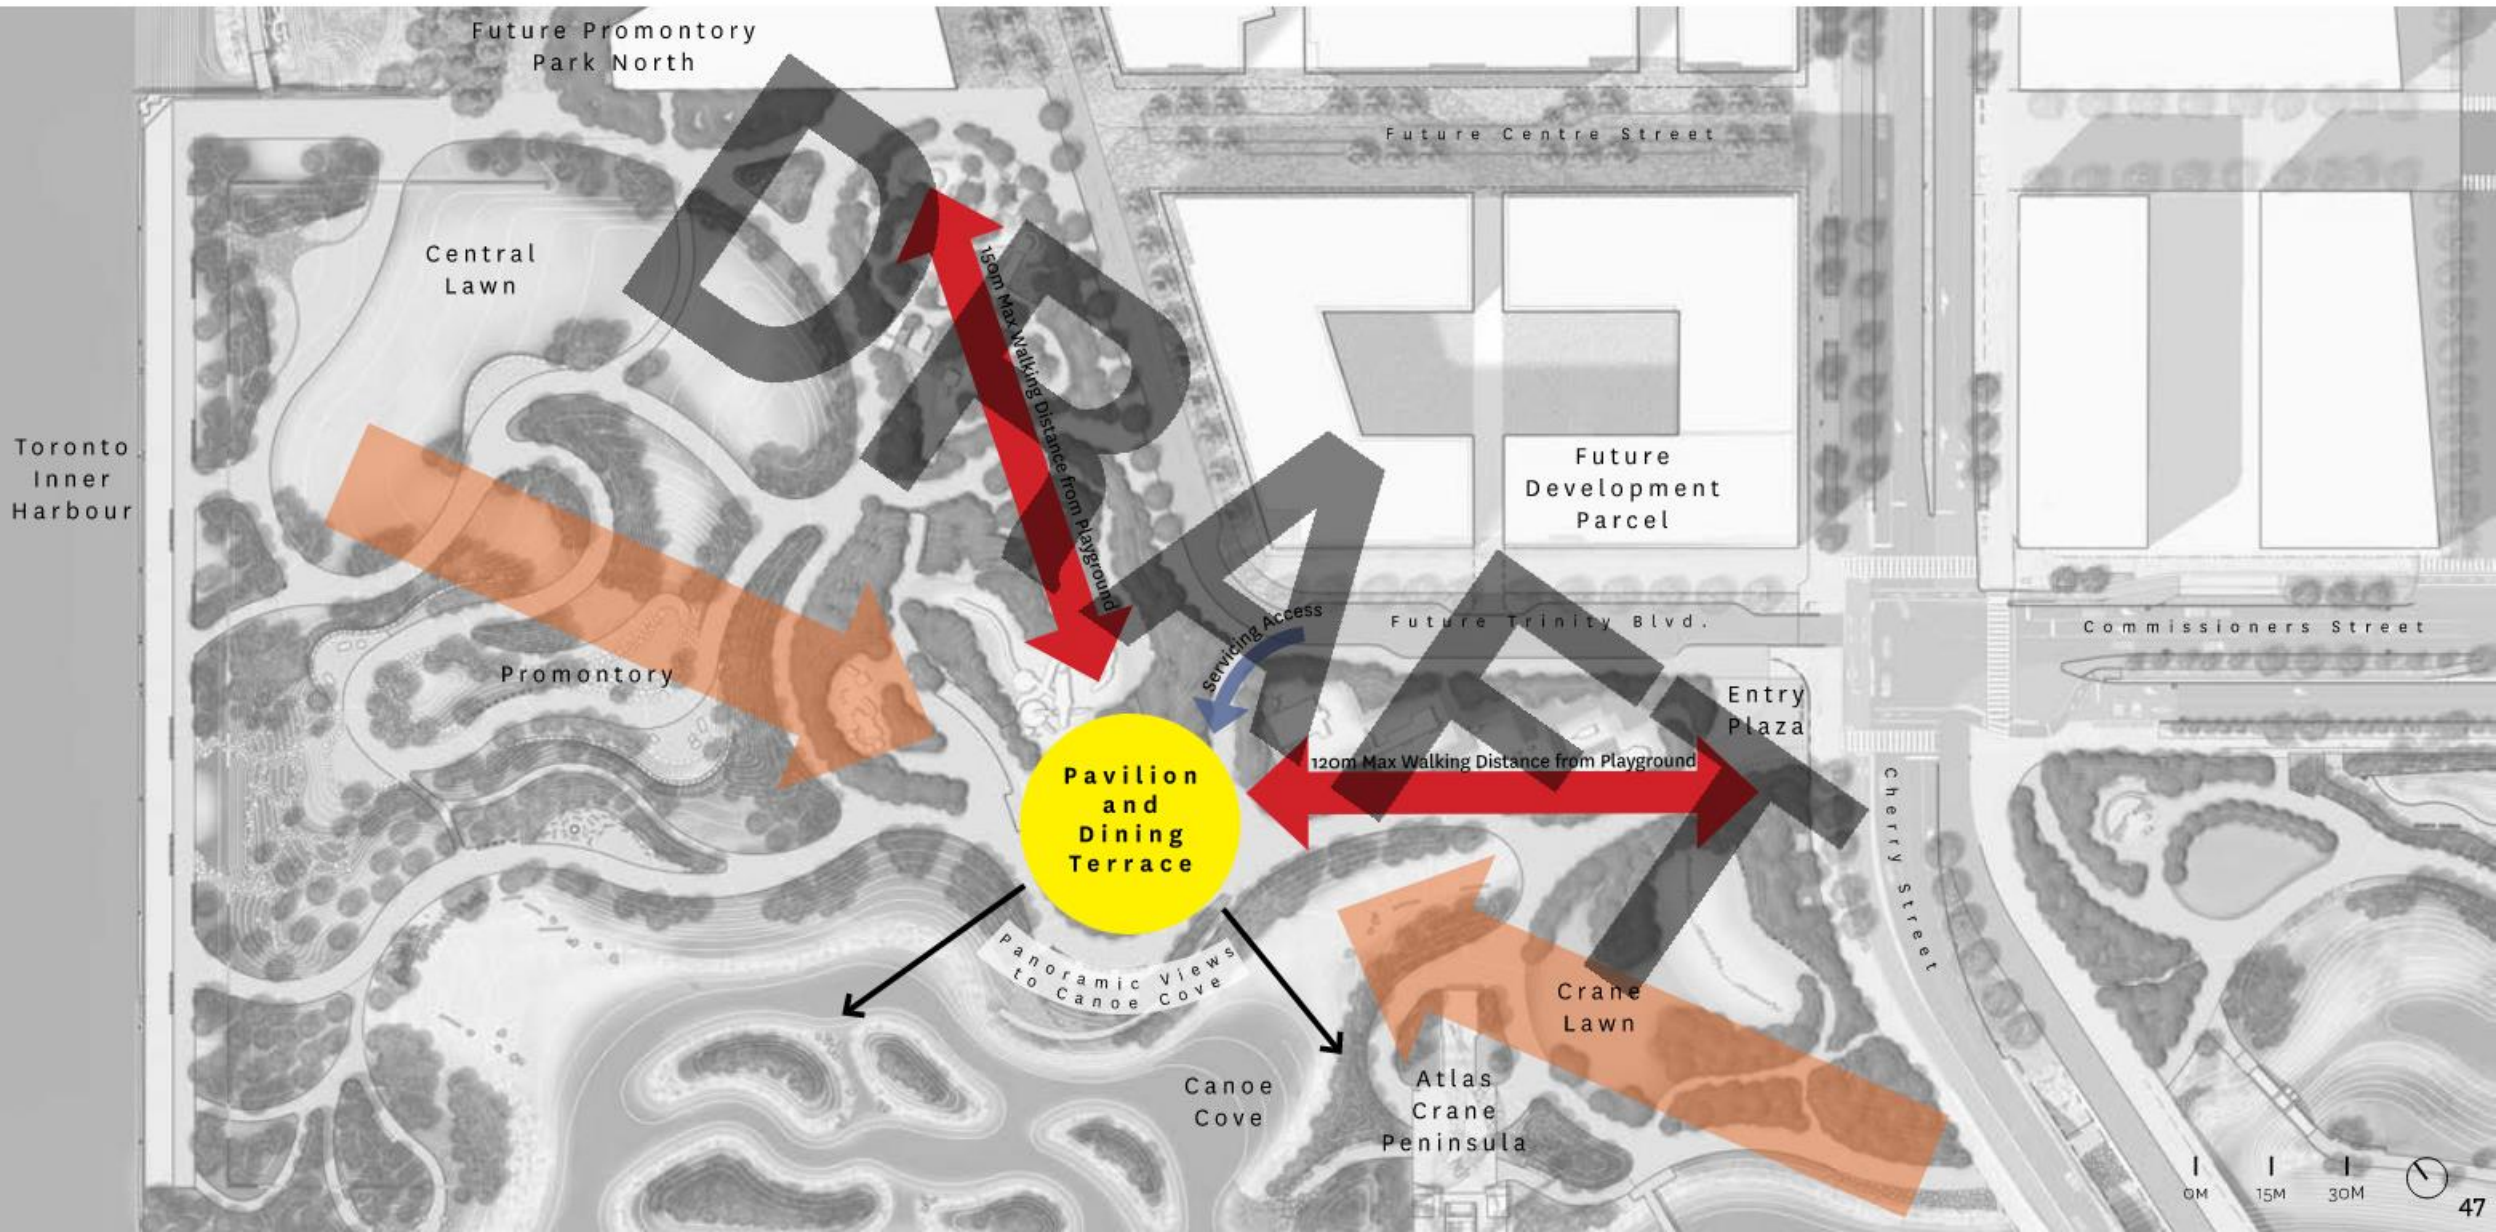 Future Promontory
Park North
Future Centre Street
Central
Lawn
150m Max Walking Distance from Playground
Toronto
Inner
Harbour
Future
Development
Parcel
Servicing Access
Future Trinity Blvd.
Commissioners Street
Promontory
Entry
Plaza
120m Max Walking Distance from Playground
Pavilion
and
Dining
Terrace
Cherry Street
Panoramic Views
to Canoe Cove
Crane
Lawn
Canoe
Cove
Atlas
Crane
Peninsula
0M 15M 30M
47
DRAFT